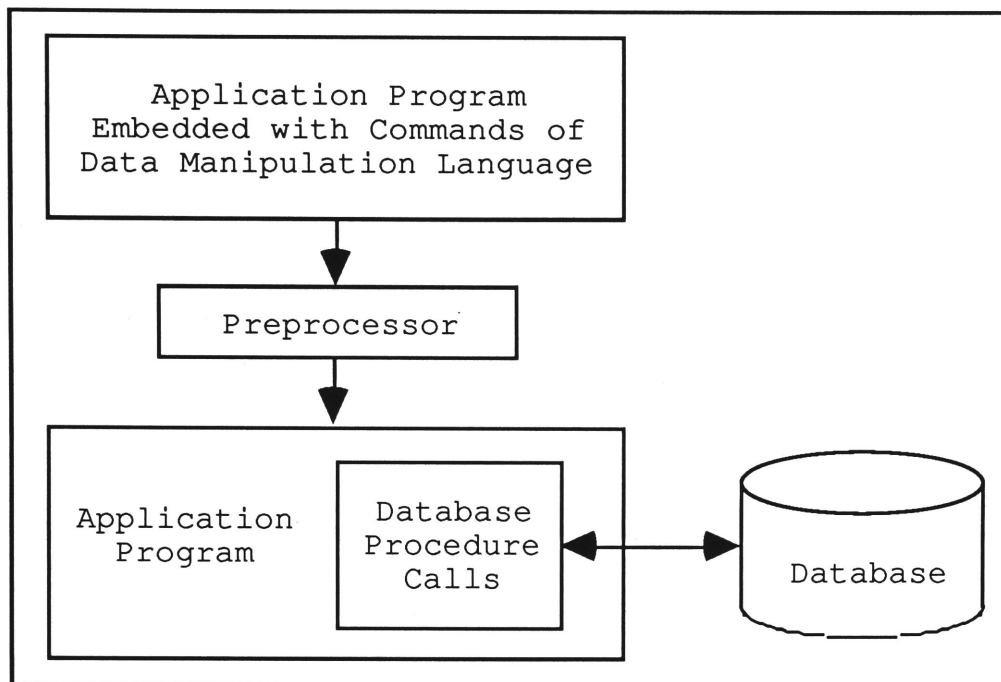 Application Program
Embedded with Commands of
Data Manipulation Language
Preprocessor
Application
Program
Database
Procedure
Calls
Database